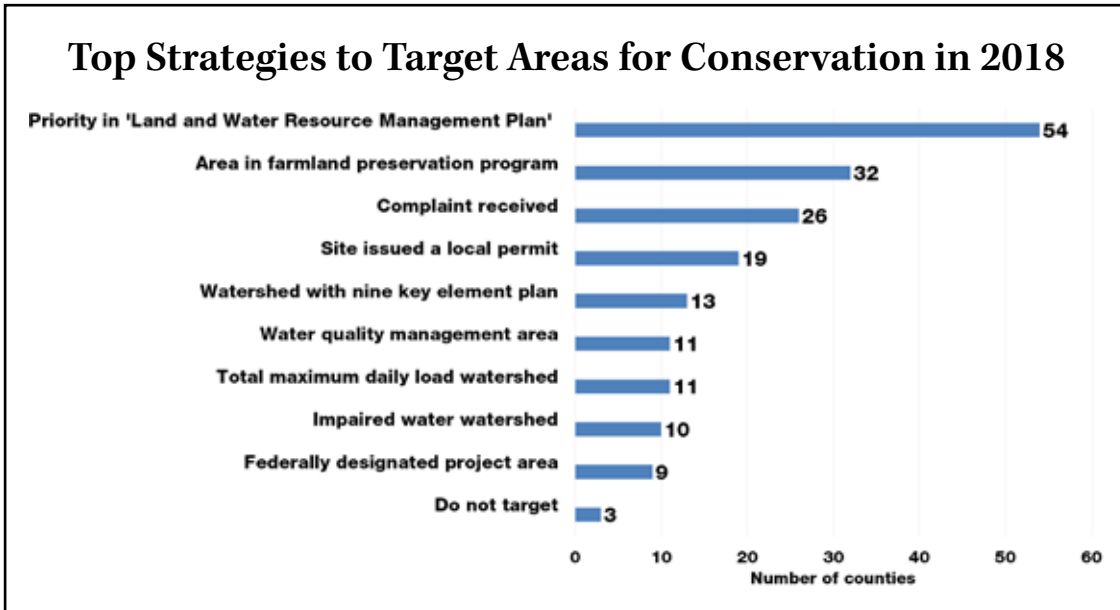 Top Strategies to Target Areas for Conservation in 2018
Priority in 'Land and Water Resource Management Plan' 54
Area in farmland preservation program 32
Complaint received 26
Site issued a local permit 19
Watershed with nine key element plan 13
Water quality management area 11
Total maximum daily load watershed 11
Impaired water watershed 10
Federally designated project area 9
Do not target 3
0 10 20 30 40 50 60
Number of counties